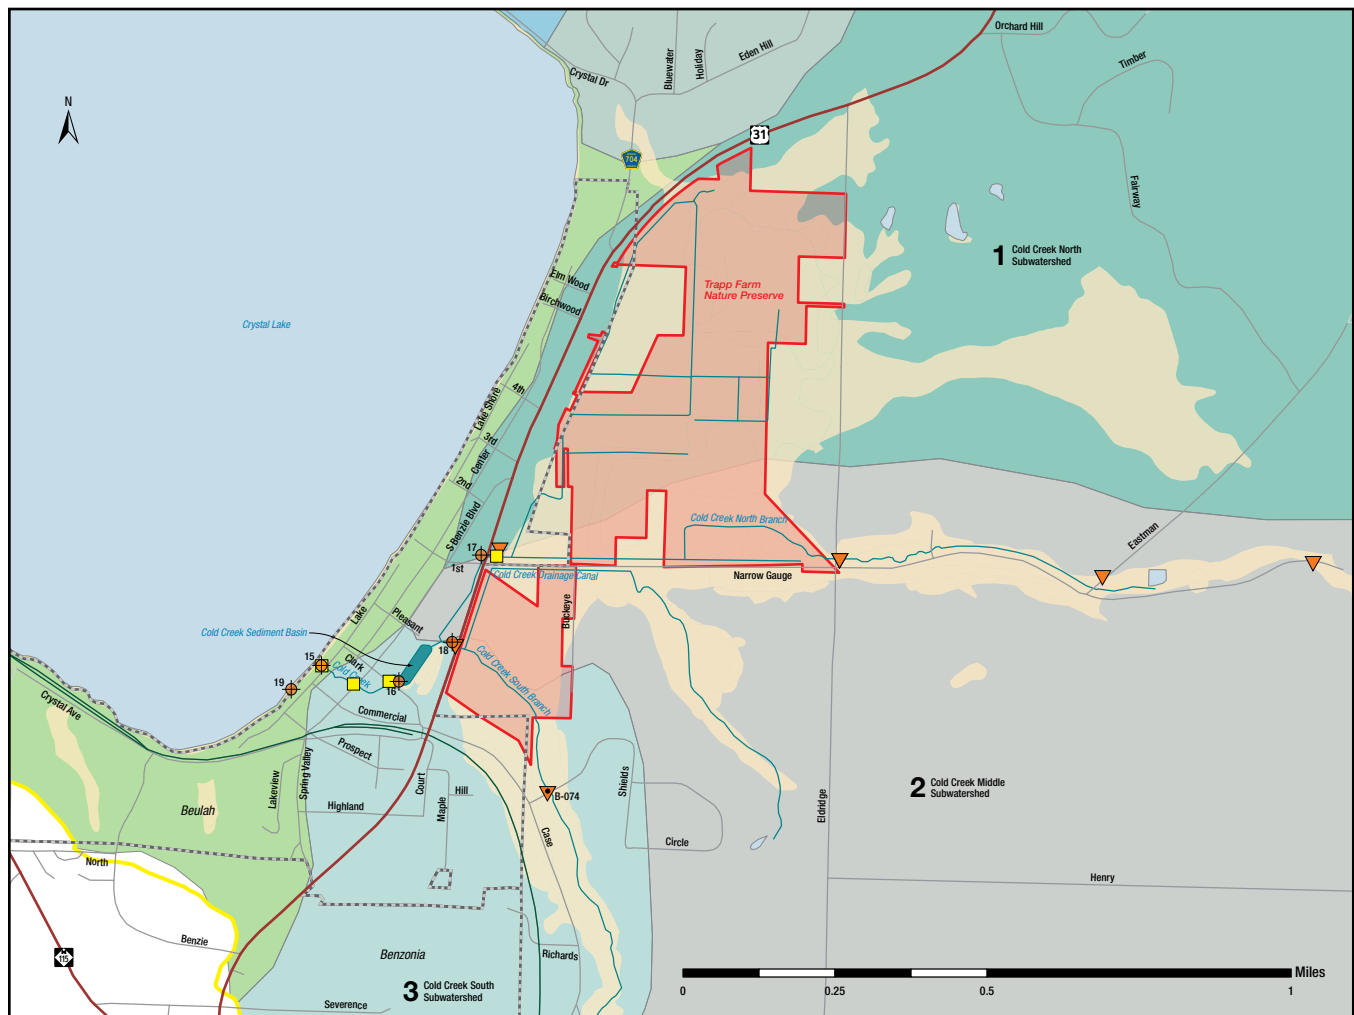 Orchard Hill
Timber
Eden Hill
Holiday
Bluewater
Crystal Dr
N
31
704
Fairway
1 Cold Creek North
Subwatershed
Elm Wood
Birchwood
Trapp Farm
Nature Preserve
Crystal Lake
4th
Lake Shore
3rd
Center
2nd
S Benzie Blvd
Cold Creek North Branch
Eastman
17
1st
Cold Creek Drainage Canal
Narrow Gauge
Buckeye
Lake
Pleasant
Cold Creek Sediment Basin
18
Clark
15
Cold Creek
Cold Creek South Branch
19
16
Crystal Ave
Commercial
Prospect
Spring Valley
Lakeview
Court
Hill
Maple
Highland
Shields
B-074
2 Cold Creek Middle
Subwatershed
Eldridge
Beulah
Case
Circle
North
Henry
Benzie
Benzonia
Richards
115
3 Cold Creek South
Subwatershed
Severence
Miles
0
0.25
0.5
1